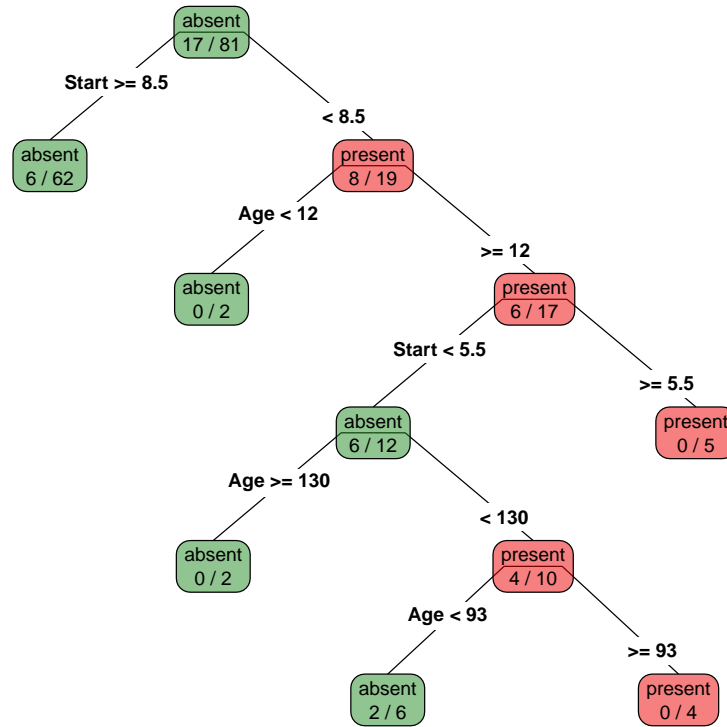 absent
17 / 81
Start >= 8.5
< 8.5
absent
6 / 62
present
8 / 19
Age < 12
>= 12
absent
0 / 2
present
6 / 17
Start < 5.5
>= 5.5
absent
6 / 12
present
0 / 5
Age >= 130
< 130
absent
0 / 2
present
4 / 10
Age < 93
>= 93
absent
2 / 6
present
0 / 4